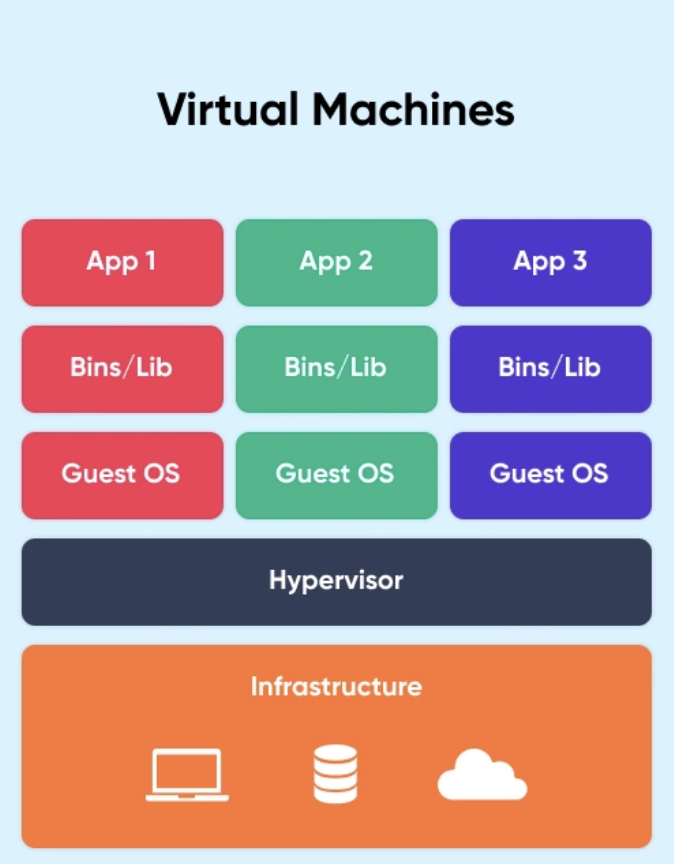 Virtual Machines
App 1
App 2
App 3
Bins/Lib
Bins/Lib
Bins/Lib
Guest OS
Guest OS
Guest OS
Hypervisor
Infrastructure